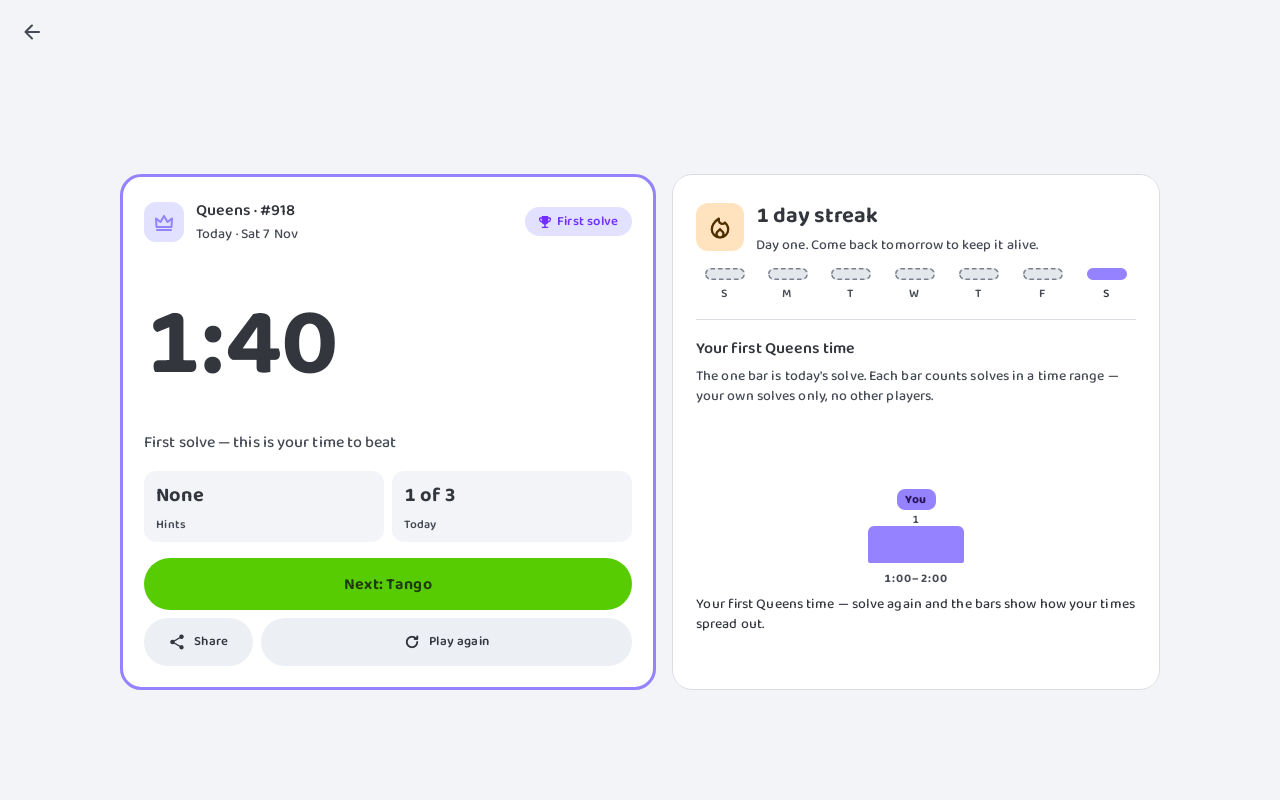 Queens · #918
Today · Sat 7 Nov
First solve
1:40
First solve — this is your time to beat
None
Hints
1 of 3
Today
Next: Tango
Share
Play again
1 day streak
Day one. Come back tomorrow to keep it alive.
S M T W T F S
Your first Queens time
The one bar is today's solve. Each bar counts solves in a time range —
your own solves only, no other players.
You
1
1:00–2:00
Your first Queens time — solve again and the bars show how your times
spread out.